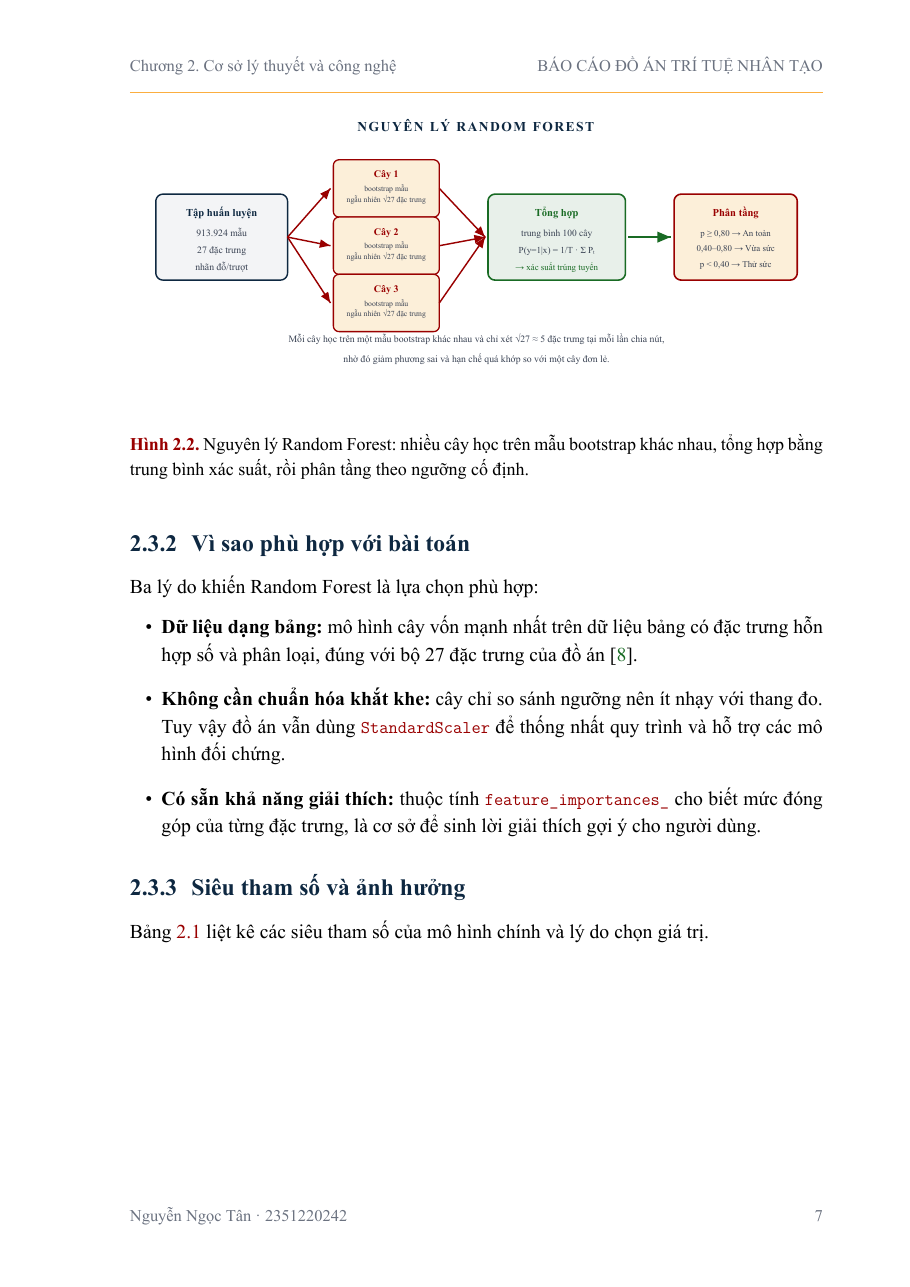 Chương 2. Cơ sở lý thuyết và công nghệ
BÁO CÁO ĐỒ ÁN TRÍ TUỆ NHÂN TẠO
NGUYÊN LÝ RANDOM FOREST
Tập huấn luyện
913.924 mẫu
27 đặc trưng
nhãn đỗ/trượt
Cây 1
bootstrap mẫu
ngẫu nhiên √27 đặc trưng
Cây 2
bootstrap mẫu
ngẫu nhiên √27 đặc trưng
Cây 3
bootstrap mẫu
ngẫu nhiên √27 đặc trưng
Tổng hợp
trung bình 100 cây
P(y=1|x) = 1/T · Σ Pₜ
→ xác suất trúng tuyển
Phân tầng
p ≥ 0,80 → An toàn
0,40–0,80 → Vừa sức
p < 0,40 → Thử sức
Mỗi cây học trên một mẫu bootstrap khác nhau và chỉ xét √27 ≈ 5 đặc trưng tại mỗi lần chia nút,
nhờ đó giảm phương sai và hạn chế quá khớp so với một cây đơn lẻ.
Hình 2.2. Nguyên lý Random Forest: nhiều cây học trên mẫu bootstrap khác nhau, tổng hợp bằng
trung bình xác suất, rồi phân tầng theo ngưỡng cố định.
2.3.2 Vì sao phù hợp với bài toán
Ba lý do khiến Random Forest là lựa chọn phù hợp:
• Dữ liệu dạng bảng: mô hình cây vốn mạnh nhất trên dữ liệu bảng có đặc trưng hỗn
hợp số và phân loại, đúng với bộ 27 đặc trưng của đồ án [8].
• Không cần chuẩn hóa khắt khe: cây chỉ so sánh ngưỡng nên ít nhạy với thang đo.
Tuy vậy đồ án vẫn dùng StandardScaler để thống nhất quy trình và hỗ trợ các mô
hình đối chứng.
• Có sẵn khả năng giải thích: thuộc tính feature_importances_ cho biết mức đóng
góp của từng đặc trưng, là cơ sở để sinh lời giải thích gợi ý cho người dùng.
2.3.3 Siêu tham số và ảnh hưởng
Bảng 2.1 liệt kê các siêu tham số của mô hình chính và lý do chọn giá trị.
Nguyễn Ngọc Tân · 2351220242
7